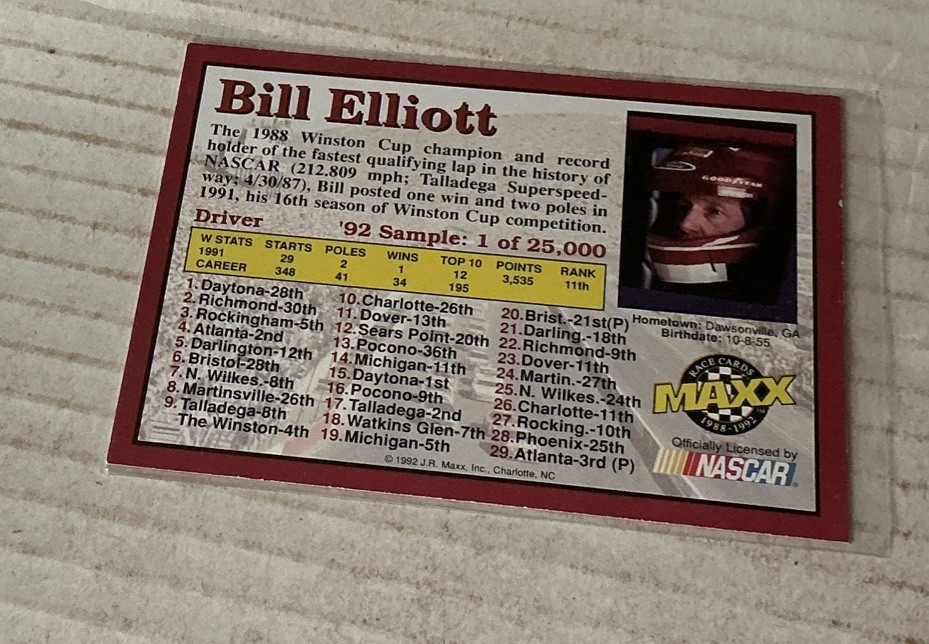 Bill Elliott
The 1988 Winston Cup champion and record
holder of the fastest qualifying lap in the history of
NASCAR (212.809 mph; Talladega Superspeed-
way; 4/30/87), Bill posted one win and two poles in
1991, his 16th season of Winston Cup competition.
Driver '92 Sample: 1 of 25,000
W STATS STARTS POLES WINS TOP 10 POINTS RANK
1991 29 2 1 12 3,535 11th
CAREER 348 41 34 195
1. Daytona-28th
2. Richmond-30th
3. Rockingham-5th
4. Atlanta-2nd
5. Darlington-12th
6. Bristol-28th
7. N. Wilkes.-8th
8. Martinsville-26th
9. Talladega-8th
The Winston-4th
10. Charlotte-26th
11. Dover-13th
12. Sears Point-20th
13. Pocono-36th
14. Michigan-11th
15. Daytona-1st
16. Pocono-9th
17. Talladega-2nd
18. Watkins Glen-7th
19. Michigan-5th
20. Brist.-21st(P)
21. Darling.-18th
22. Richmond-9th
23. Dover-11th
24. Martin.-27th
25. N. Wilkes.-24th
26. Charlotte-11th
27. Rocking.-10th
28. Phoenix-25th
29. Atlanta-3rd (P)
© 1992 J.R. Maxx, Inc., Charlotte, NC
GOODYEAR
Hometown: Dawsonville, GA
Birthdate: 10-8-55
RACE CARDS
MAXX
TM
1988-1992
Officially Licensed by
NASCAR®